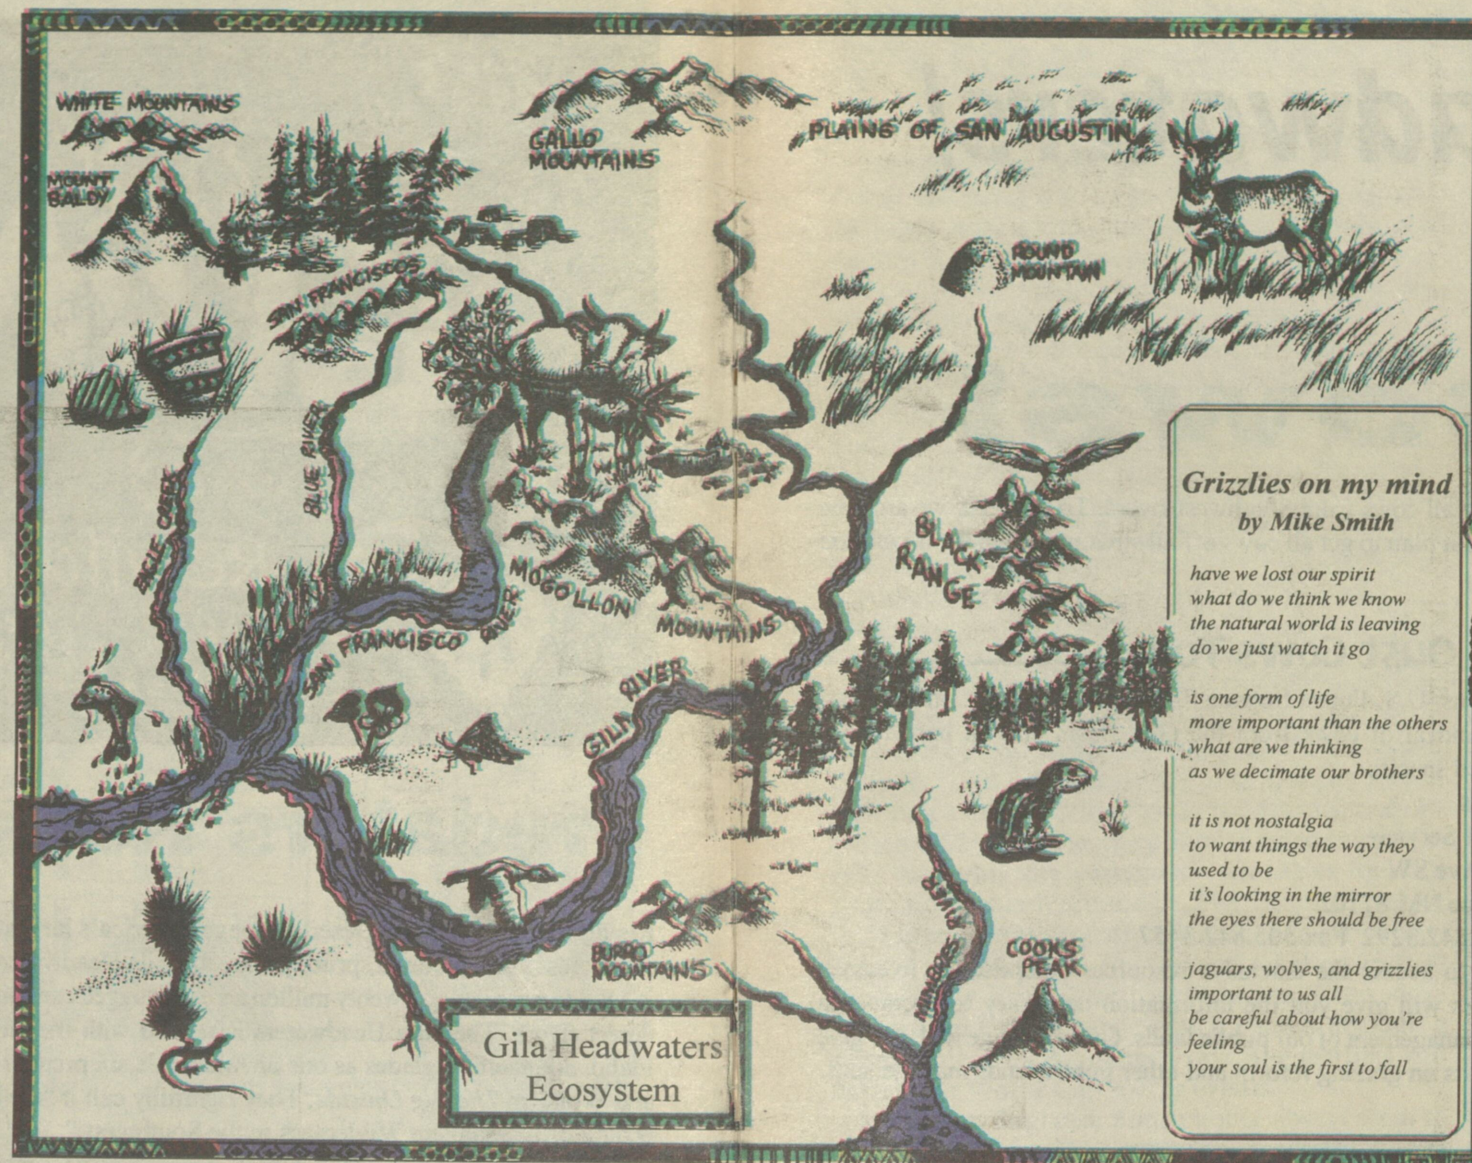 WHITE MOUNTAINS
MOUNT
BALDY
GALLO
MOUNTAINS
PLAINS OF SAN AUGUSTIN
ROUND
MOUNTAIN
SAN FRANCISCOS
BLUE RIVER
EAGLE CREEK
SAN FRANCISCO RIVER
MOGOLLON
MOUNTAINS
BLACK
RANGE
GILA RIVER
BURRO
MOUNTAINS
MIMBRES RIVER
COOKS
PEAK
Gila Headwaters
Ecosystem
Grizzlies on my mind
by Mike Smith
have we lost our spirit
what do we think we know
the natural world is leaving
do we just watch it go
is one form of life
more important than the others
what are we thinking
as we decimate our brothers
it is not nostalgia
to want things the way they
used to be
it's looking in the mirror
the eyes there should be free
jaguars, wolves, and grizzlies
important to us all
be careful about how you're
feeling
your soul is the first to fall